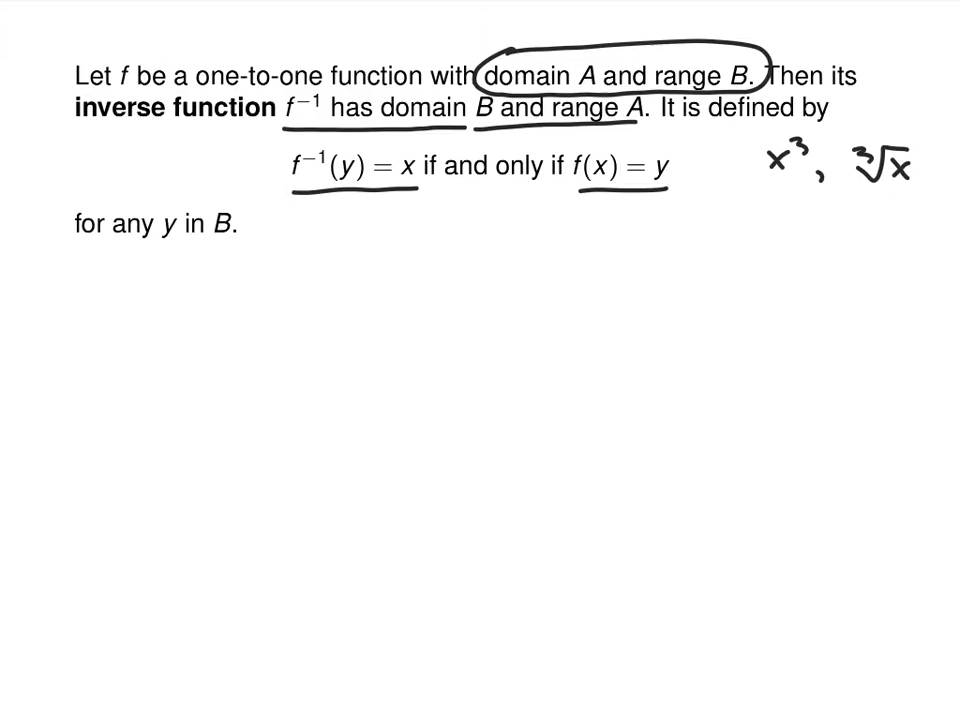 Let f be a one-to-one function with domain A and range B. Then its
inverse function f⁻¹ has domain B and range A. It is defined by
f⁻¹(y) = x if and only if f(x) = y
x³, ∛x
for any y in B.